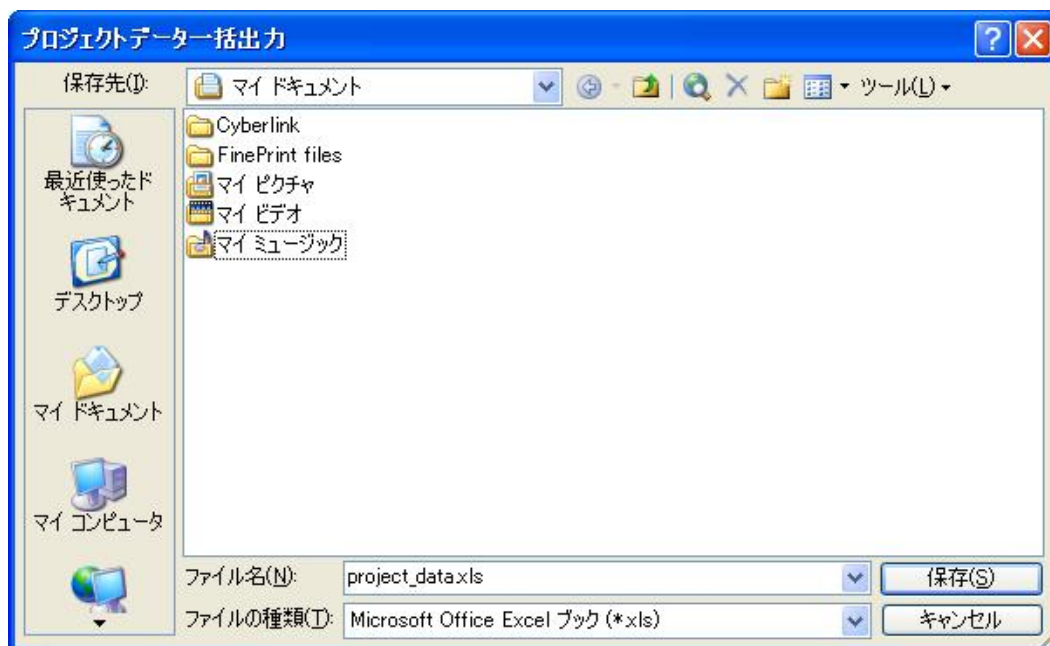 プロジェクトデータ一括出力
保存先(I):
マイ ドキュメント
ツール(L)
Cyberlink
FinePrint files
マイ ピクチャ
マイ ビデオ
マイ ミュージック
最近使ったド
キュメント
デスクトップ
マイ ドキュメント
マイ コンピュータ
ファイル名(N):
project_data.xls
保存(S)
ファイルの種類(T):
Microsoft Office Excel ブック (*.xls)
キャンセル